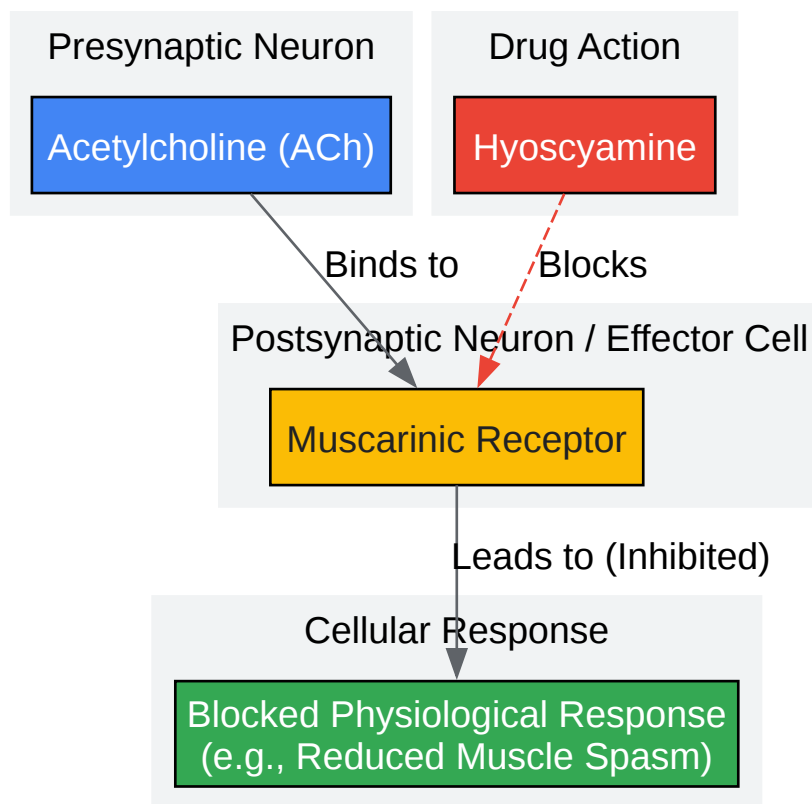 Presynaptic Neuron
Drug Action
Acetylcholine (ACh)
Hyoscyamine
Binds to
Blocks
Postsynaptic Neuron / Effector Cell
Muscarinic Receptor
Leads to (Inhibited)
Cellular Response
Blocked Physiological Response
(e.g., Reduced Muscle Spasm)